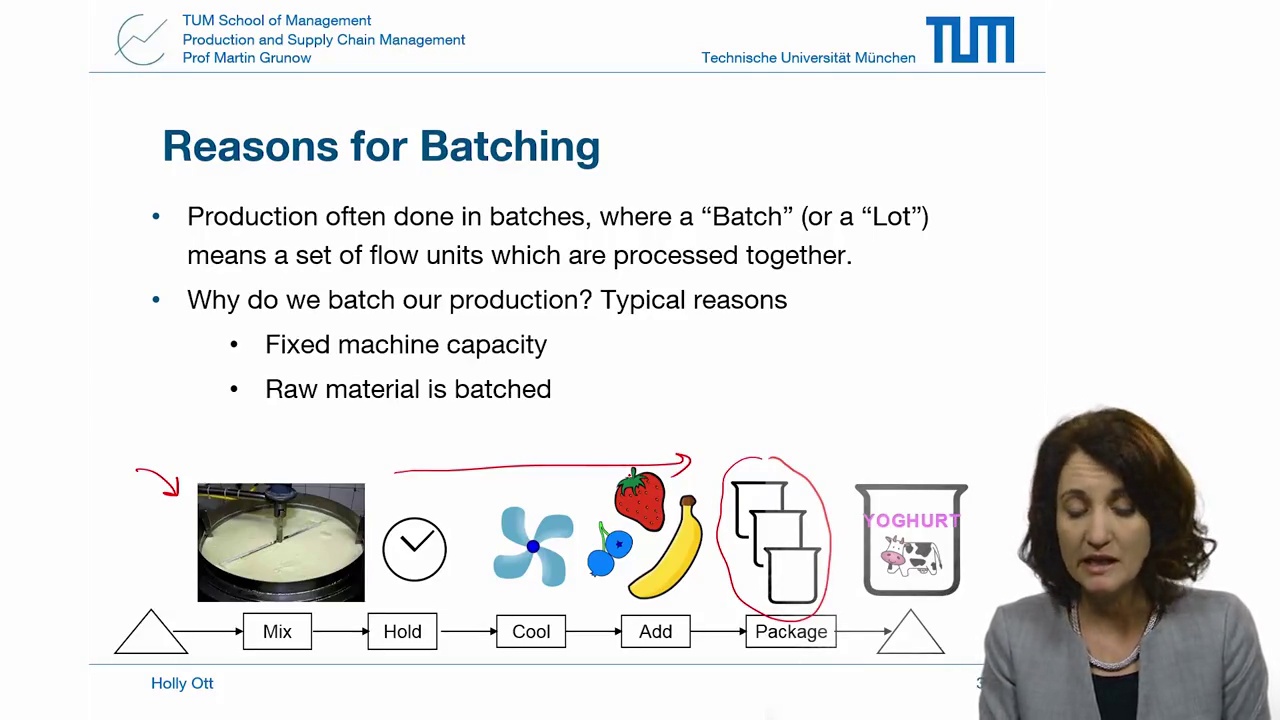 TUM School of Management
Production and Supply Chain Management
Prof Martin Grunow
Technische Universität München
TUM
Reasons for Batching
• Production often done in batches, where a “Batch” (or a “Lot”)
means a set of flow units which are processed together.
• Why do we batch our production? Typical reasons
• Fixed machine capacity
• Raw material is batched
YOGHURT
Mix
Hold
Cool
Add
Package
Holly Ott